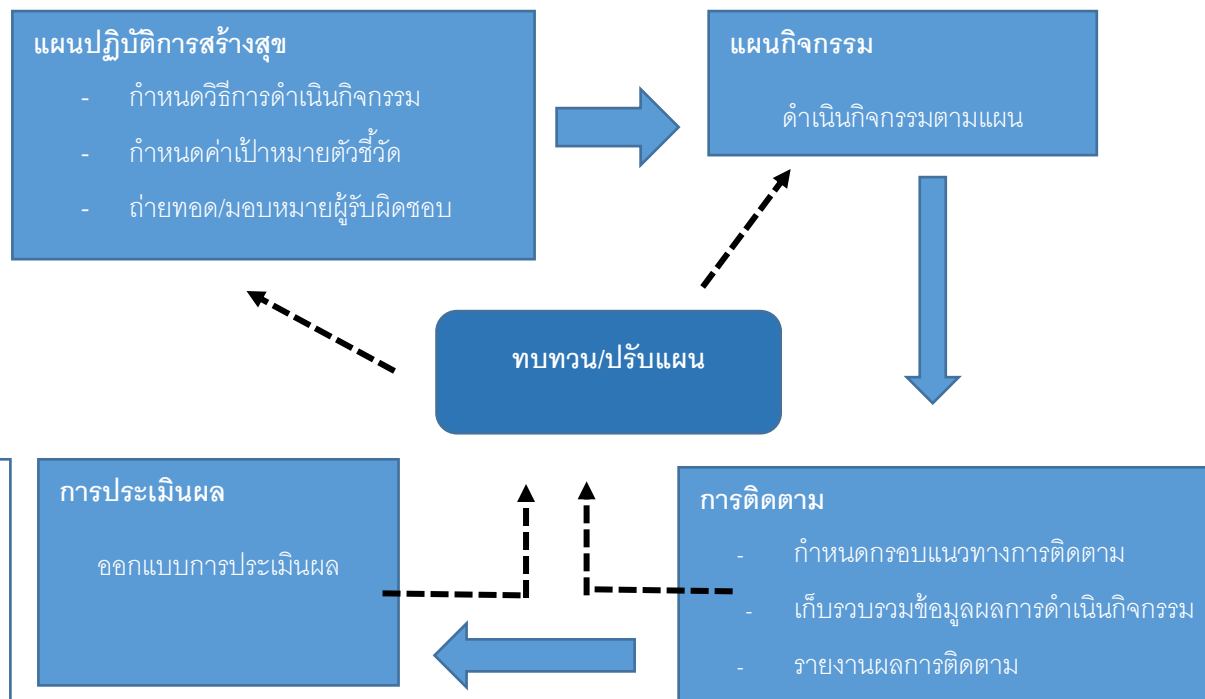 แผนปฏิบัติการสร้างสุข
- กำหนดวิธีการดำเนินกิจกรรม
- กำหนดค่าเป้าหมายตัวชี้วัด
- ถ่ายทอด/มอบหมายผู้รับผิดชอบ
แผนกิจกรรม
ดำเนินกิจกรรมตามแผน
ทบทวน/ปรับแผน
การประเมินผล
ออกแบบการประเมินผล
การติดตาม
- กำหนดกรอบแนวทางการติดตาม
- เก็บรวบรวมข้อมูลผลการดำเนินกิจกรรม
- รายงานผลการติดตาม